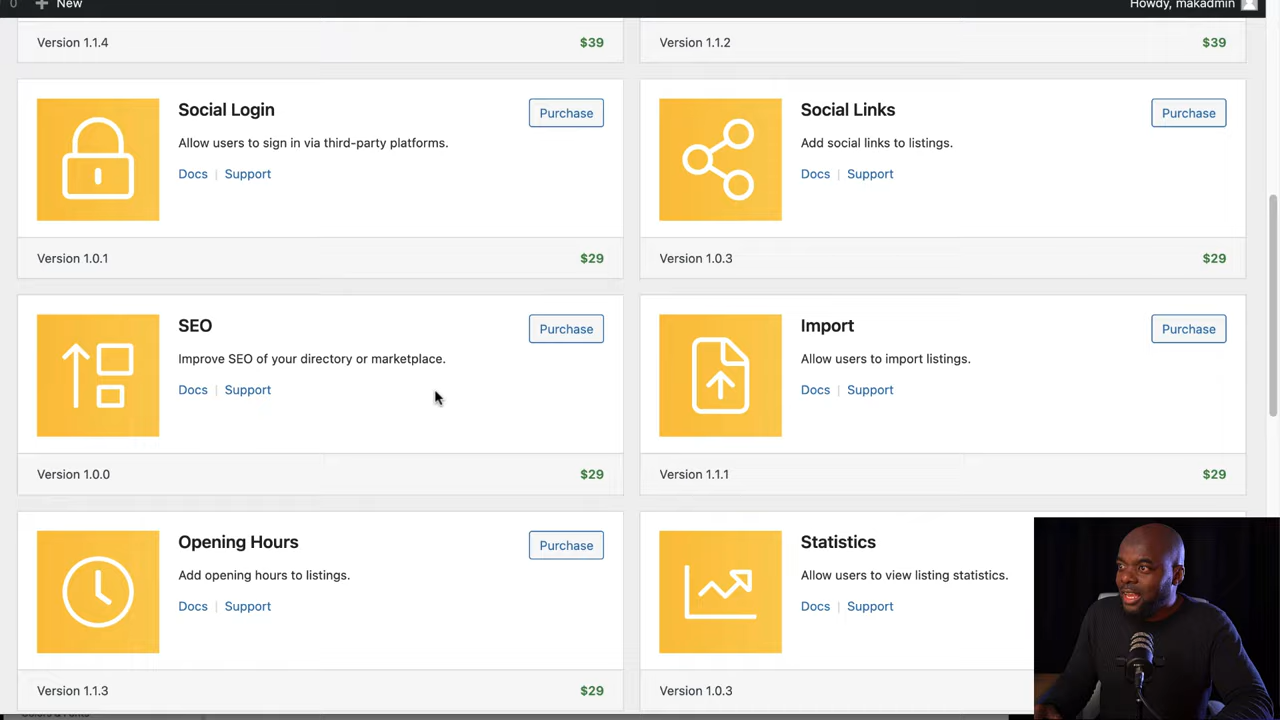 0 New
Howdy, makadmin
Version 1.1.4
$39
Version 1.1.2
$39
Social Login
Purchase
Allow users to sign in via third-party platforms.
Docs | Support
Version 1.0.1
$29
Social Links
Purchase
Add social links to listings.
Docs | Support
Version 1.0.3
$29
SEO
Purchase
Improve SEO of your directory or marketplace.
Docs | Support
Version 1.0.0
$29
Import
Purchase
Allow users to import listings.
Docs | Support
Version 1.1.1
$29
Opening Hours
Purchase
Add opening hours to listings.
Docs | Support
Version 1.1.3
$29
Statistics
Allow users to view listing statistics.
Docs | Support
Version 1.0.3